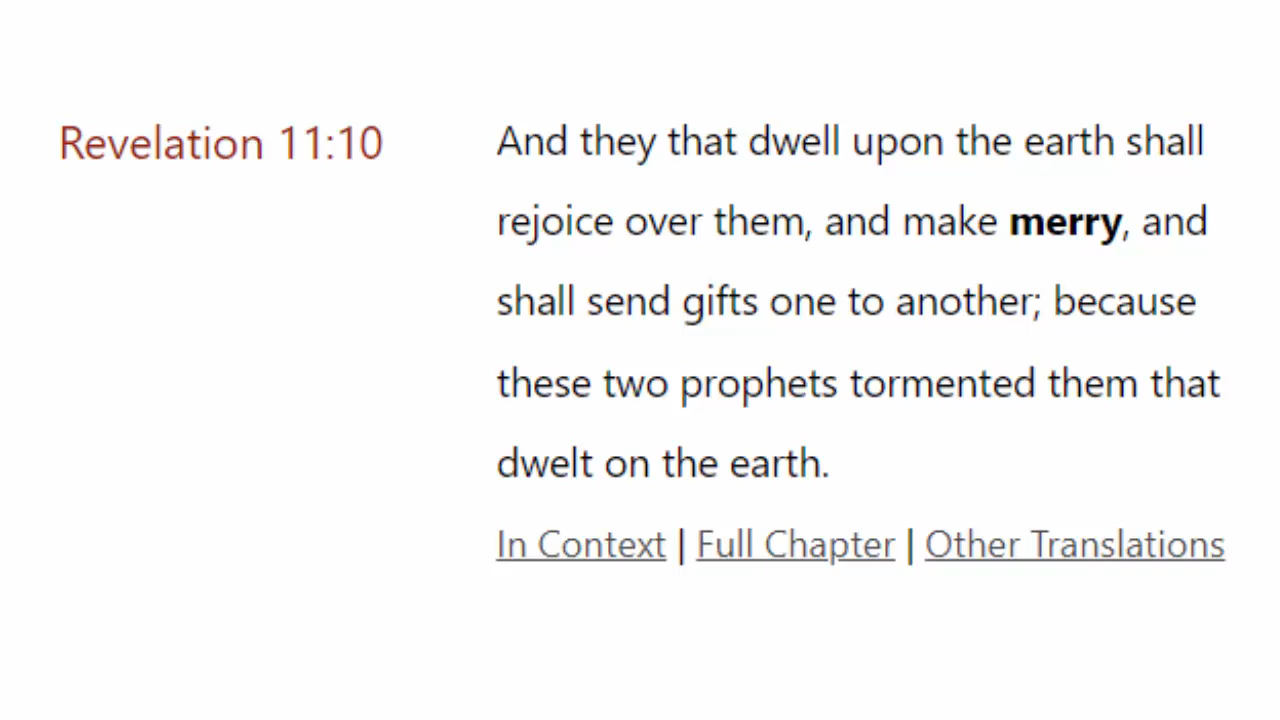 Revelation 11:10
And they that dwell upon the earth shall
rejoice over them, and make merry, and
shall send gifts one to another; because
these two prophets tormented them that
dwelt on the earth.
In Context | Full Chapter | Other Translations